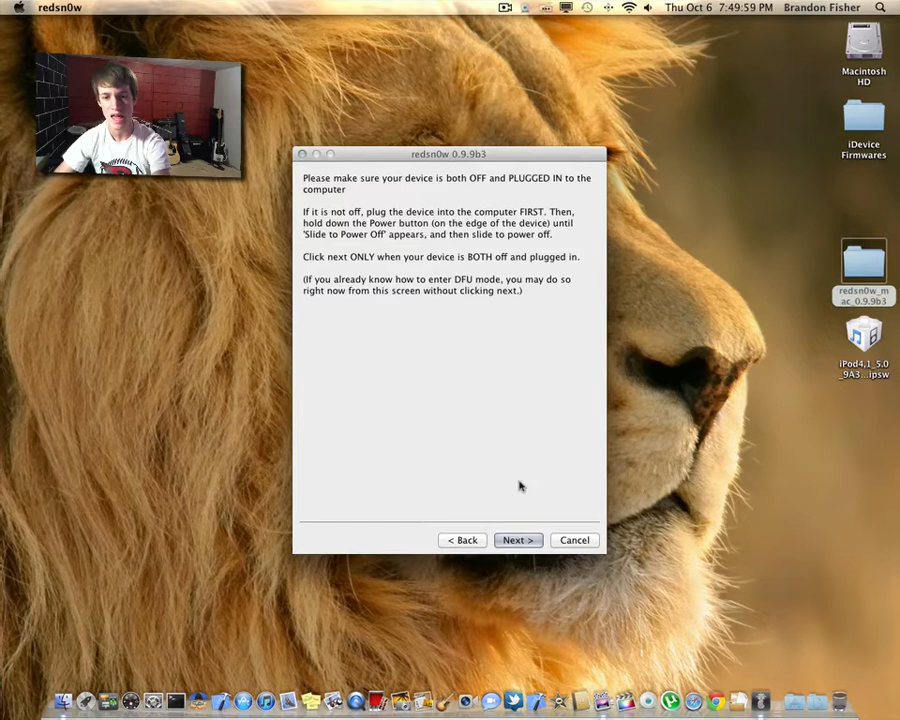 redsn0w
Thu Oct 6 7:49:59 PM Brandon Fisher
Macintosh
HD
iDevice
Firmwares
redsn0w_m
ac_0.9.9b3
iPod4,1_5.0
_9A3...ipsw
redsn0w 0.9.9b3
Please make sure your device is both OFF and PLUGGED IN to the
computer
If it is not off, plug the device into the computer FIRST. Then,
hold down the Power button (on the edge of the device) until
'Slide to Power Off' appears, and then slide to power off.
Click next ONLY when your device is BOTH off and plugged in.
(If you already know how to enter DFU mode, you may do so
right now from this screen without clicking next.)
< Back Next > Cancel